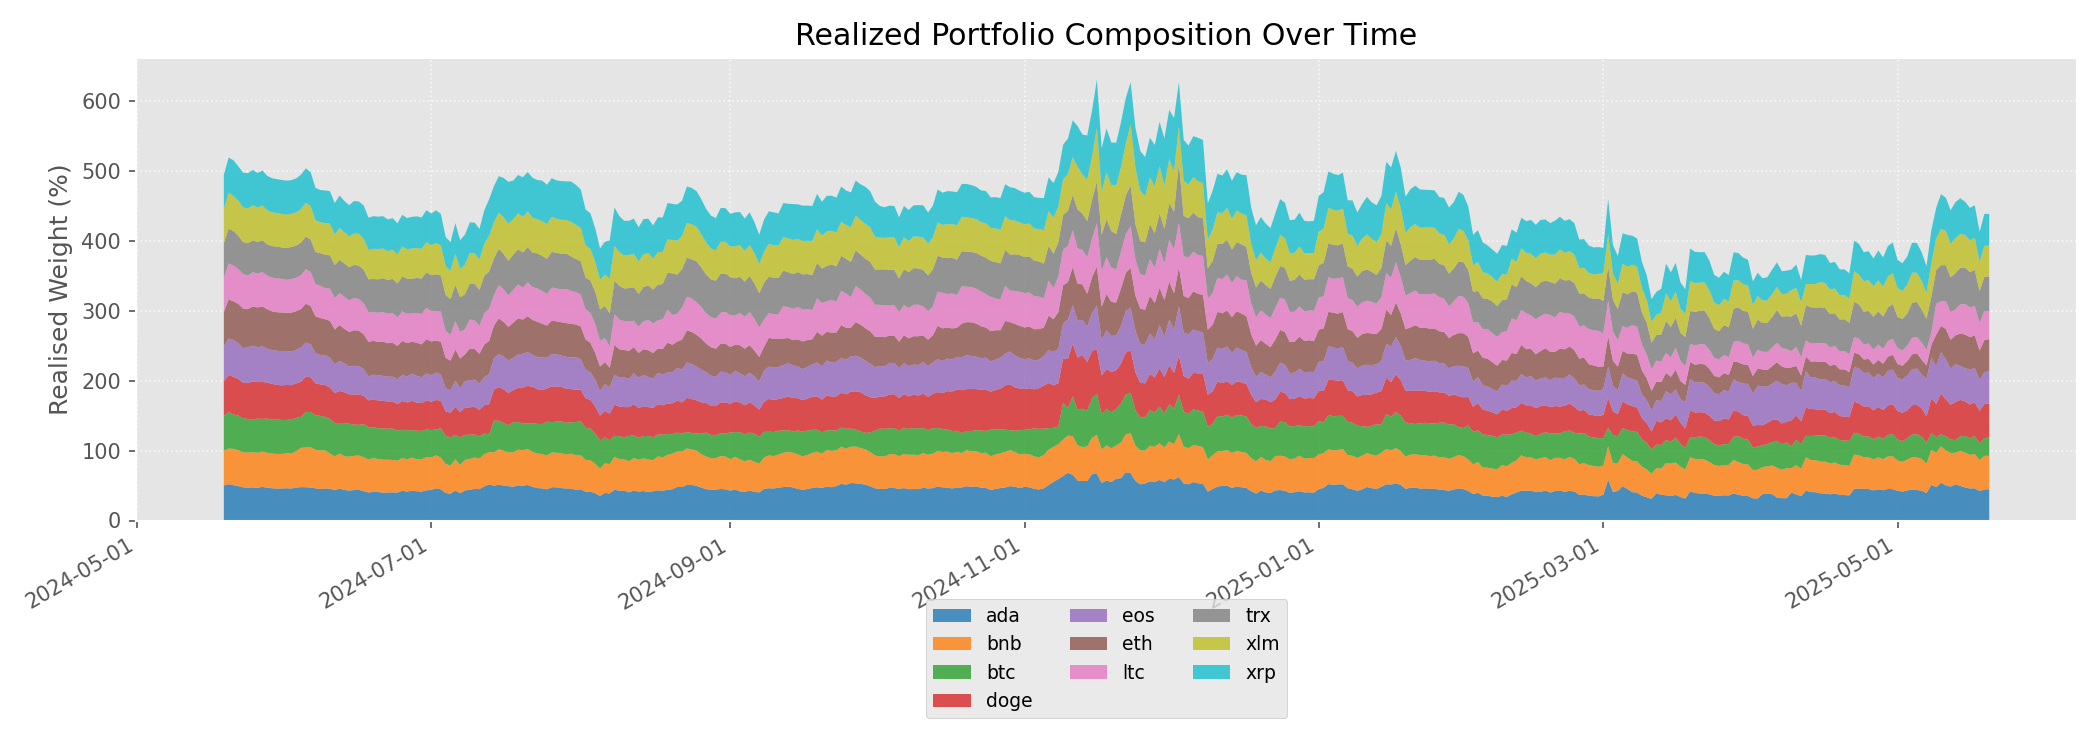 Realized Portfolio Composition Over Time
Realised Weight (%)
600
500
400
300
200
100
0
2024-05-01
2024-07-01
2024-09-01
2024-11-01
2025-01-01
2025-03-01
2025-05-01
ada
bnb
btc
doge
eos
eth
ltc
trx
xlm
xrp